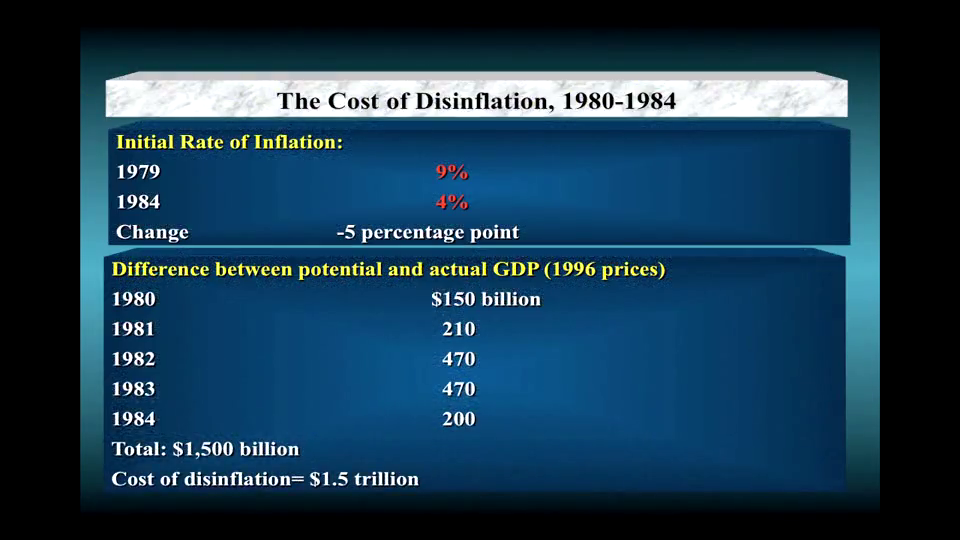 The Cost of Disinflation, 1980-1984
Initial Rate of Inflation:
1979 9%
1984 4%
Change -5 percentage point
Difference between potential and actual GDP (1996 prices)
1980 $150 billion
1981 210
1982 470
1983 470
1984 200
Total: $1,500 billion
Cost of disinflation= $1.5 trillion